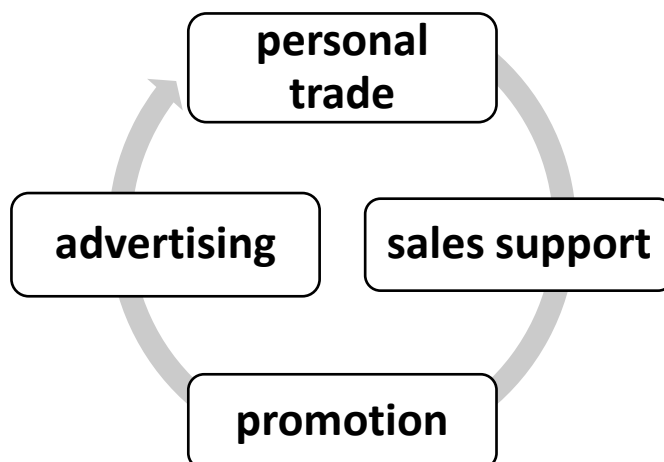 personal
trade
advertising
sales support
promotion